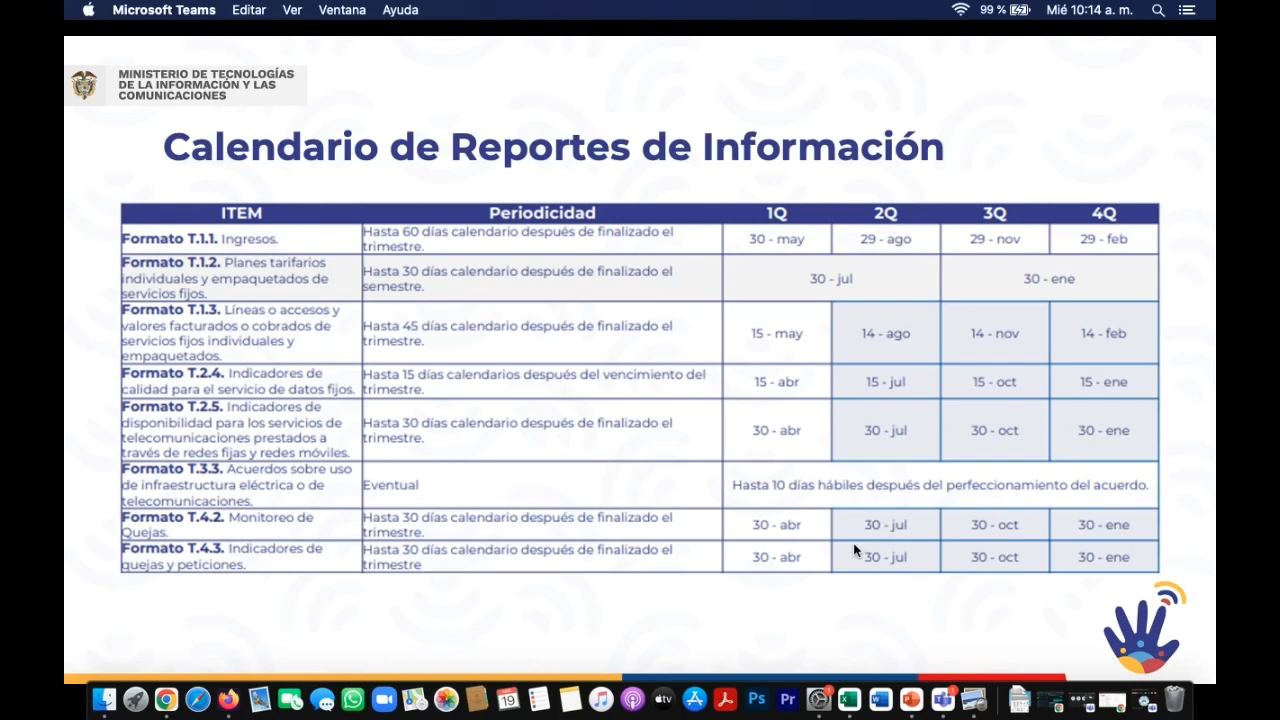 Microsoft Teams Editar Ver Ventana Ayuda 99 % Mié 10:14 a. m.
MINISTERIO DE TECNOLOGÍAS
DE LA INFORMACIÓN Y LAS
COMUNICACIONES
Calendario de Reportes de Información
ITEM Periodicidad 1Q 2Q 3Q 4Q
Formato T.1.1. Ingresos.
Hasta 60 días calendario después de finalizado el
trimestre.
30 - may 29 - ago 29 - nov 29 - feb
Formato T.1.2. Planes tarifarios
individuales y empaquetados de
servicios fijos.
Hasta 30 días calendario después de finalizado el
semestre.
30 - jul 30 - ene
Formato T.1.3. Líneas o accesos y
valores facturados o cobrados de
servicios fijos individuales y
empaquetados.
Hasta 45 días calendario después de finalizado el
trimestre.
15 - may 14 - ago 14 - nov 14 - feb
Formato T.2.4. Indicadores de
calidad para el servicio de datos fijos.
Hasta 15 días calendarios después del vencimiento del
trimestre.
15 - abr 15 - jul 15 - oct 15 - ene
Formato T.2.5. Indicadores de
disponibilidad para los servicios de
telecomunicaciones prestados a
través de redes fijas y redes móviles.
Hasta 30 días calendario después de finalizado el
trimestre.
30 - abr 30 - jul 30 - oct 30 - ene
Formato T.3.3. Acuerdos sobre uso
de infraestructura eléctrica o de
telecomunicaciones.
Eventual
Hasta 10 días hábiles después del perfeccionamiento del acuerdo.
Formato T.4.2. Monitoreo de
Quejas.
Hasta 30 días calendario después de finalizado el
trimestre.
30 - abr 30 - jul 30 - oct 30 - ene
Formato T.4.3. Indicadores de
quejas y peticiones.
Hasta 30 días calendario después de finalizado el
trimestre
30 - abr 30 - jul 30 - oct 30 - ene
19 tv Ps Pr